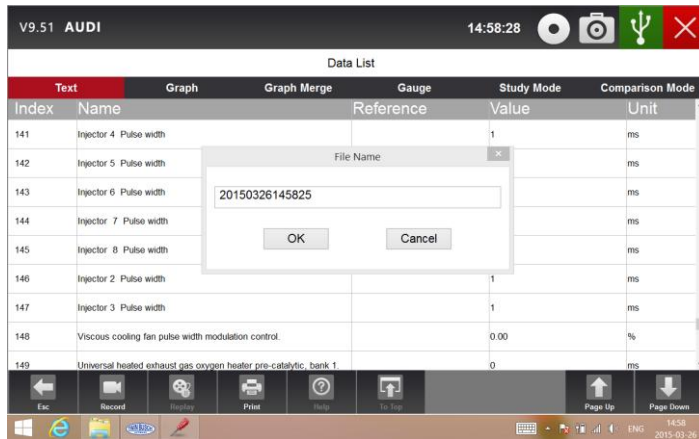 V9.51 AUDI 14:58:28
Data List
Text Graph Graph Merge Gauge Study Mode Comparison Mode
Index Name Reference Value Unit
141 Injector 4 Pulse width 1 ms
142 Injector 5 Pulse width ms
143 Injector 6 Pulse width ms
144 Injector 7 Pulse width ms
145 Injector 8 Pulse width ms
File Name
20150326145825
OK Cancel
146 Injector 2 Pulse width 1 ms
147 Injector 3 Pulse width 1 ms
148 Viscous cooling fan pulse width modulation control. 0.00 %
149 Universal heated exhaust gas oxygen heater pre-catalytic, bank 1. 0 ms
Esc Record Replay Print Help To Top Page Up Page Down
ENG 14:58
2015-03-26